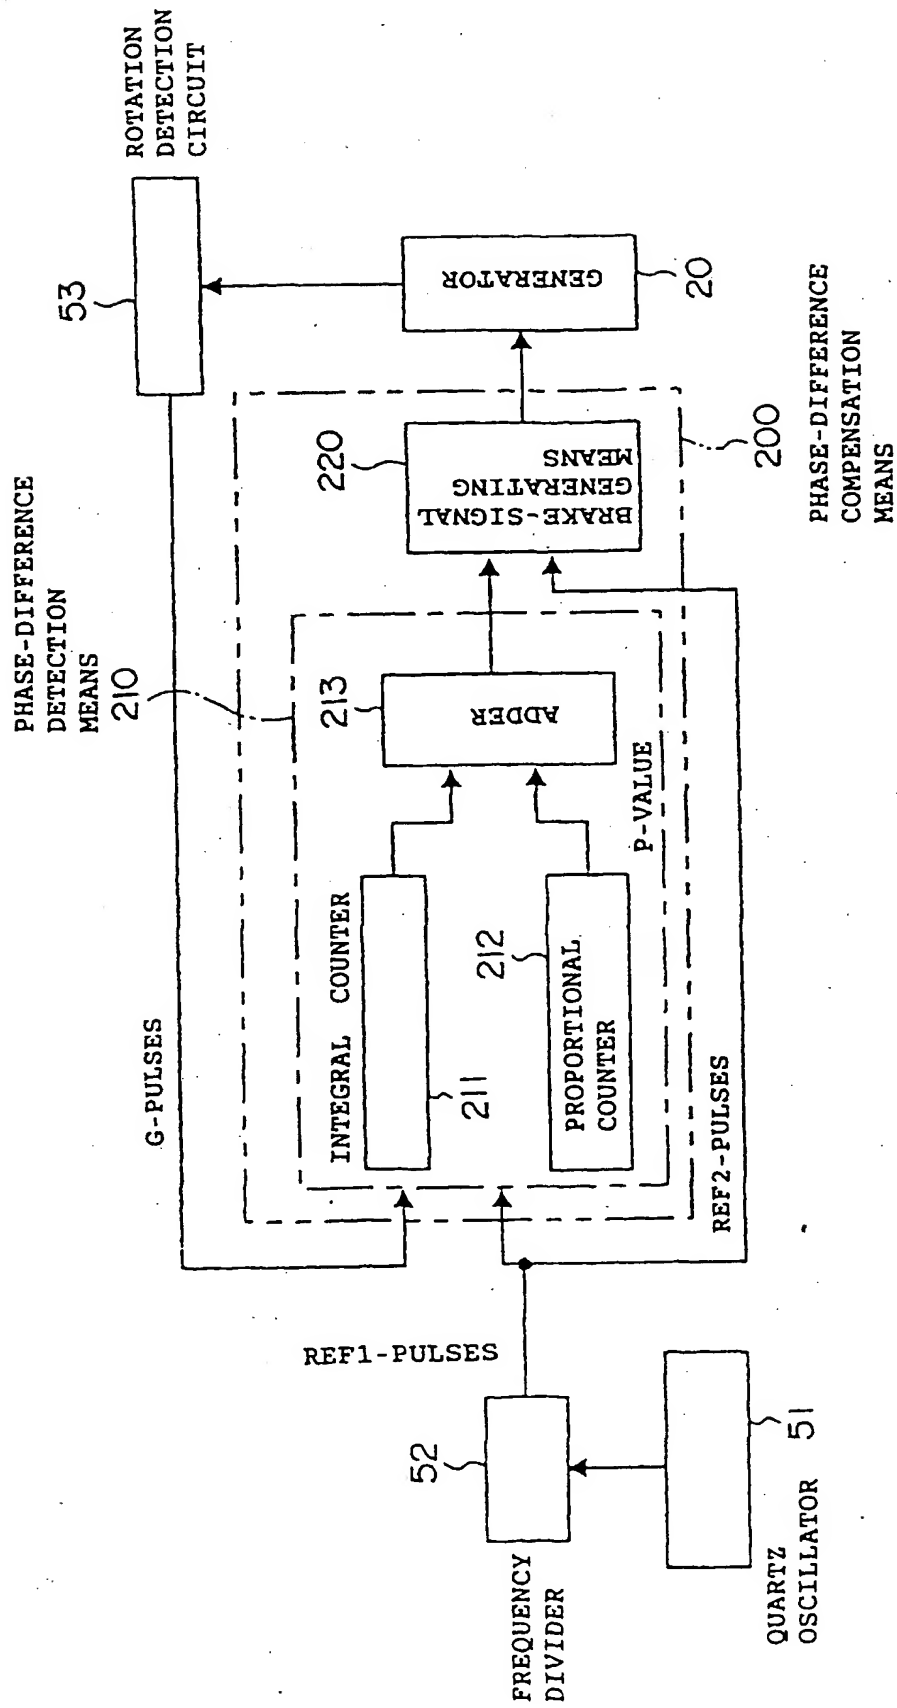 ROTATION
DETECTION
CIRCUIT
53
GENERATOR
20
PHASE-DIFFERENCE
DETECTION
MEANS
210
220
BRAKE-SIGNAL
GENERATING
MEANS
200
PHASE-DIFFERENCE
COMPENSATION
MEANS
213
ADDER
P-VALUE
G-PULSES
INTEGRAL COUNTER
211
212
PROPORTIONAL
COUNTER
REF2-PULSES
REF1-PULSES
52
FREQUENCY
DIVIDER
51
QUARTZ
OSCILLATOR